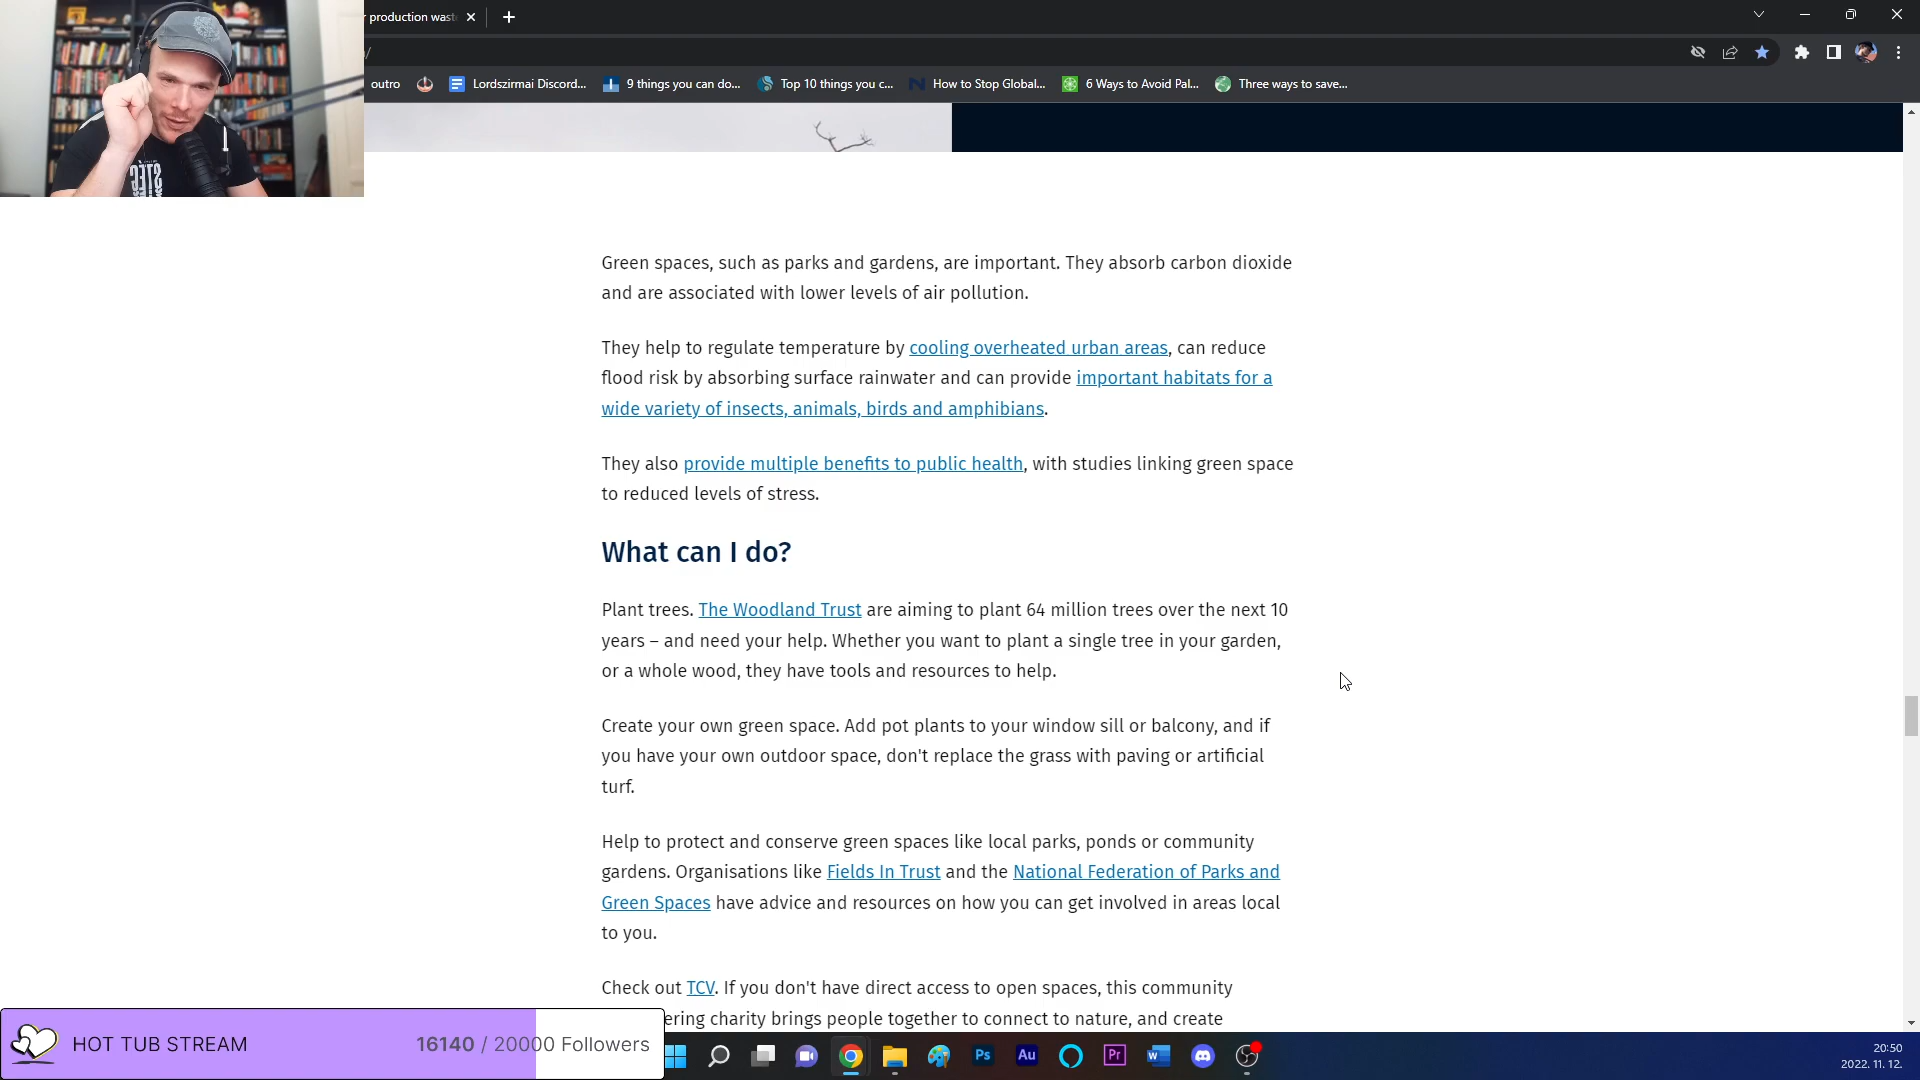 r production wast
/
outro
Lordszirmai Discord...
9 things you can do...
Top 10 things you c...
How to Stop Global...
6 Ways to Avoid Pal...
Three ways to save...
Green spaces, such as parks and gardens, are important. They absorb carbon dioxide
and are associated with lower levels of air pollution.
They help to regulate temperature by cooling overheated urban areas, can reduce
flood risk by absorbing surface rainwater and can provide important habitats for a
wide variety of insects, animals, birds and amphibians.
They also provide multiple benefits to public health, with studies linking green space
to reduced levels of stress.
What can I do?
Plant trees. The Woodland Trust are aiming to plant 64 million trees over the next 10
years – and need your help. Whether you want to plant a single tree in your garden,
or a whole wood, they have tools and resources to help.
Create your own green space. Add pot plants to your window sill or balcony, and if
you have your own outdoor space, don't replace the grass with paving or artificial
turf.
Help to protect and conserve green spaces like local parks, ponds or community
gardens. Organisations like Fields In Trust and the National Federation of Parks and
Green Spaces have advice and resources on how you can get involved in areas local
to you.
Check out TCV. If you don't have direct access to open spaces, this community
ering charity brings people together to connect to nature, and create
HOT TUB STREAM 16140 / 20000 Followers
Ps
Au
Pr
W
20:50
2022. 11. 12.